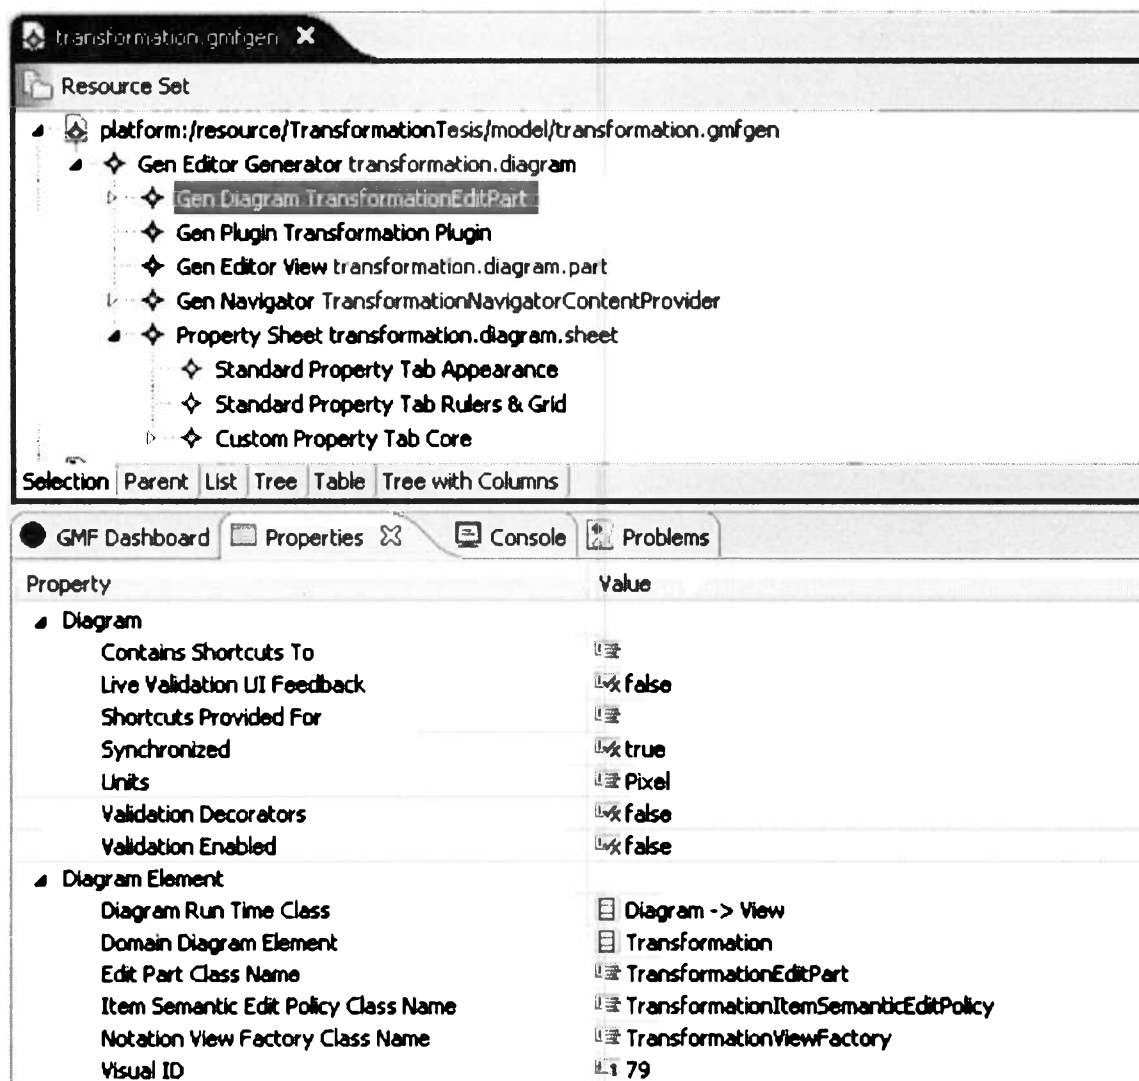 transformation.gmfgen
Resource Set
platform:/resource/TransformationTesis/model/transformation.gmfgen
Gen Editor Generator transformation.diagram
Gen Diagram TransformationEditPart
Gen Plugin Transformation Plugin
Gen Editor View transformation.diagram.part
Gen Navigator TransformationNavigatorContentProvider
Property Sheet transformation.diagram.sheet
Standard Property Tab Appearance
Standard Property Tab Rulers & Grid
Custom Property Tab Core
Selection Parent List Tree Table Tree with Columns
GMF Dashboard Properties Console Problems
Property Value
Diagram
Contains Shortcuts To
Live Validation UI Feedback false
Shortcuts Provided For
Synchronized true
Units Pixel
Validation Decorators false
Validation Enabled false
Diagram Element
Diagram Run Time Class Diagram -> View
Domain Diagram Element Transformation
Edit Part Class Name TransformationEditPart
Item Semantic Edit Policy Class Name TransformationItemSemanticEditPolicy
Notation View Factory Class Name TransformationViewFactory
Visual ID 79